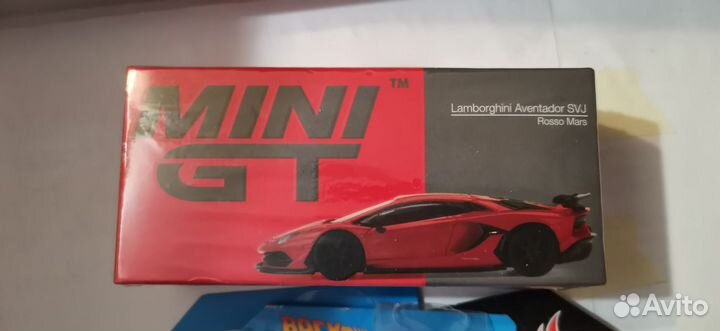 MINI
GT
TM
Lamborghini Aventador SVJ
Rosso Mars
Avito